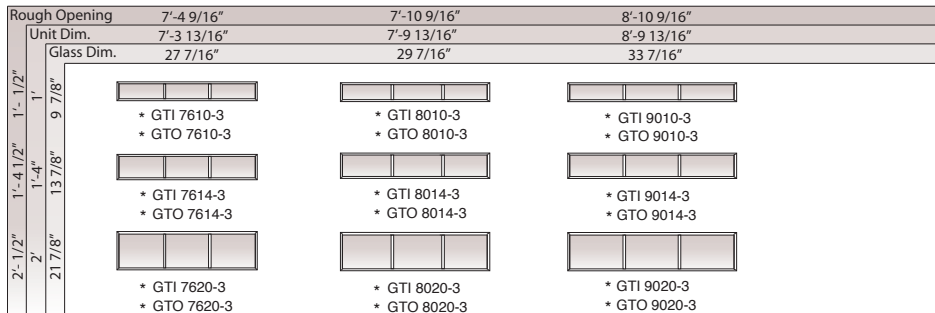 Rough Opening 7'-4 9/16" 7'-10 9/16" 8'-10 9/16"
Unit Dim. 7'-3 13/16" 7'-9 13/16" 8'-9 13/16"
Glass Dim. 27 7/16" 29 7/16" 33 7/16"
1'- 1/2" 1' 9 7/8"
* GTI 7610-3 * GTI 8010-3 * GTI 9010-3
* GTO 7610-3 * GTO 8010-3 * GTO 9010-3
1'- 4 1/2" 1'-4" 13 7/8"
* GTI 7614-3 * GTI 8014-3 * GTI 9014-3
* GTO 7614-3 * GTO 8014-3 * GTO 9014-3
2'- 1/2" 2' 21 7/8"
* GTI 7620-3 * GTI 8020-3 * GTI 9020-3
* GTO 7620-3 * GTO 8020-3 * GTO 9020-3